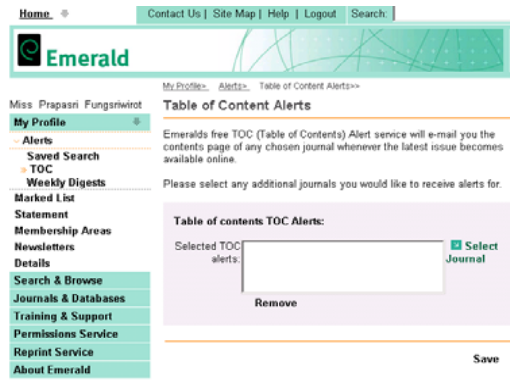 Home
Contact Us | Site Map | Help | Logout Search:
Emerald
My Profile> Alerts> Table of Content Alerts>>
Miss Prapasri Fungsriwirot
Table of Content Alerts
My Profile
Alerts
Saved Search
TOC
Weekly Digests
Marked List
Statement
Membership Areas
Newsletters
Details
Search & Browse
Journals & Databases
Training & Support
Permissions Service
Reprint Service
About Emerald
Emeralds free TOC (Table of Contents) Alert service will e-mail you the
contents page of any chosen journal whenever the latest issue becomes
available online.
Please select any additional journals you would like to receive alerts for.
Table of contents TOC Alerts:
Selected TOC
alerts:
Select
Journal
Remove
Save